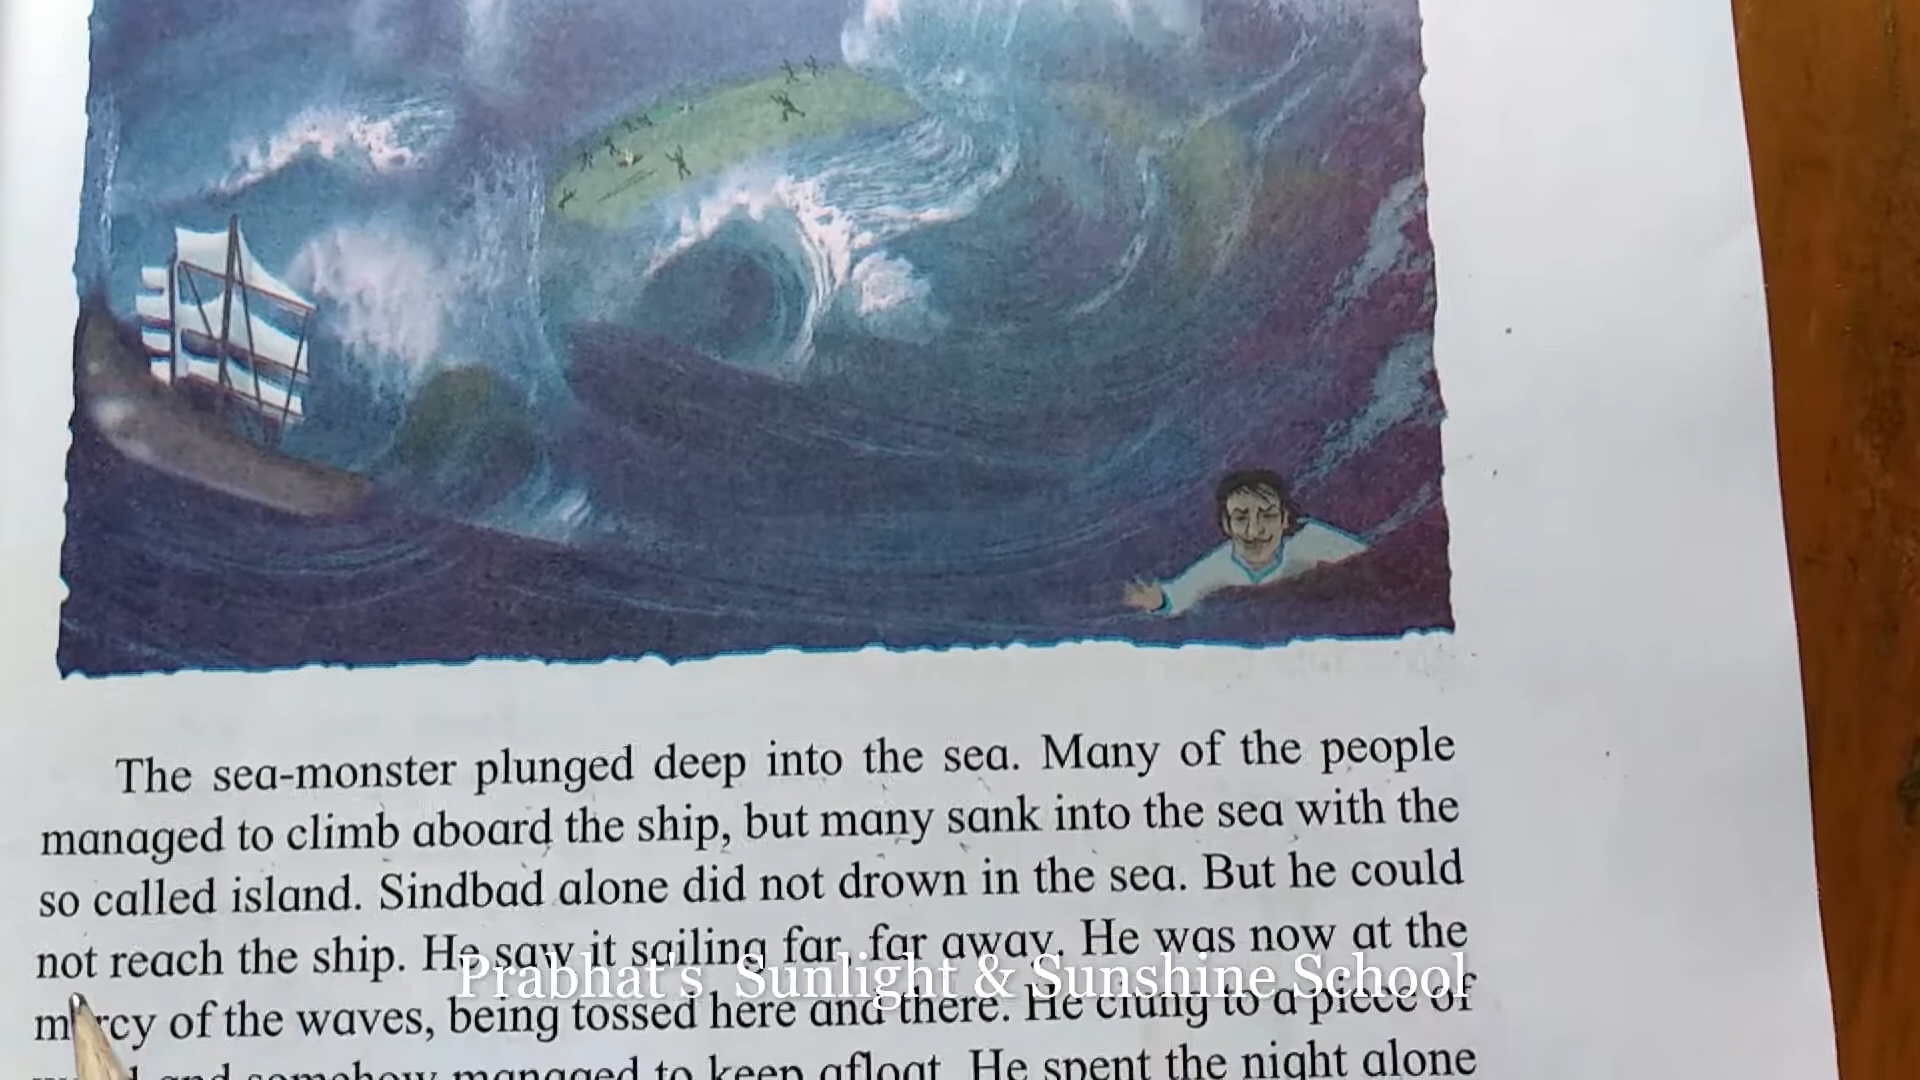 The sea-monster plunged deep into the sea. Many of the people
managed to climb aboard the ship, but many sank into the sea with the
so called island. Sindbad alone did not drown in the sea. But he could
not reach the ship. He saw it sailing far, far away. He was now at the
Prabhat's Sunlight & Sunshine School
mercy of the waves, being tossed here and there. He clung to a piece of
and somehow managed to keep afloat. He spent the night alone